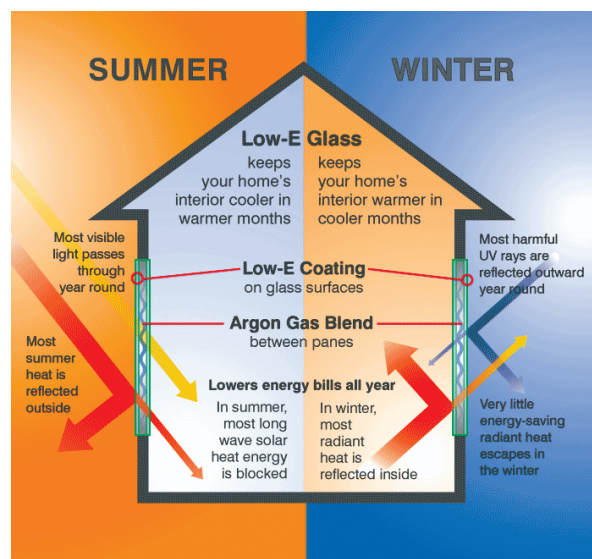 SUMMER
WINTER
Low-E Glass
keeps
your home's
interior cooler in
warmer months
keeps
your home's
interior warmer in
cooler months
Most visible
light passes
through
year round
Most harmful
UV rays are
reflected outward
year round
Low-E Coating
on glass surfaces
Argon Gas Blend
between panes
Most
summer
heat is
reflected
outside
Lowers energy bills all year
In summer,
most long
wave solar
heat energy
is blocked
In winter,
most
radiant
heat is
reflected inside
Very little
energy-saving
radiant heat
escapes in
the winter